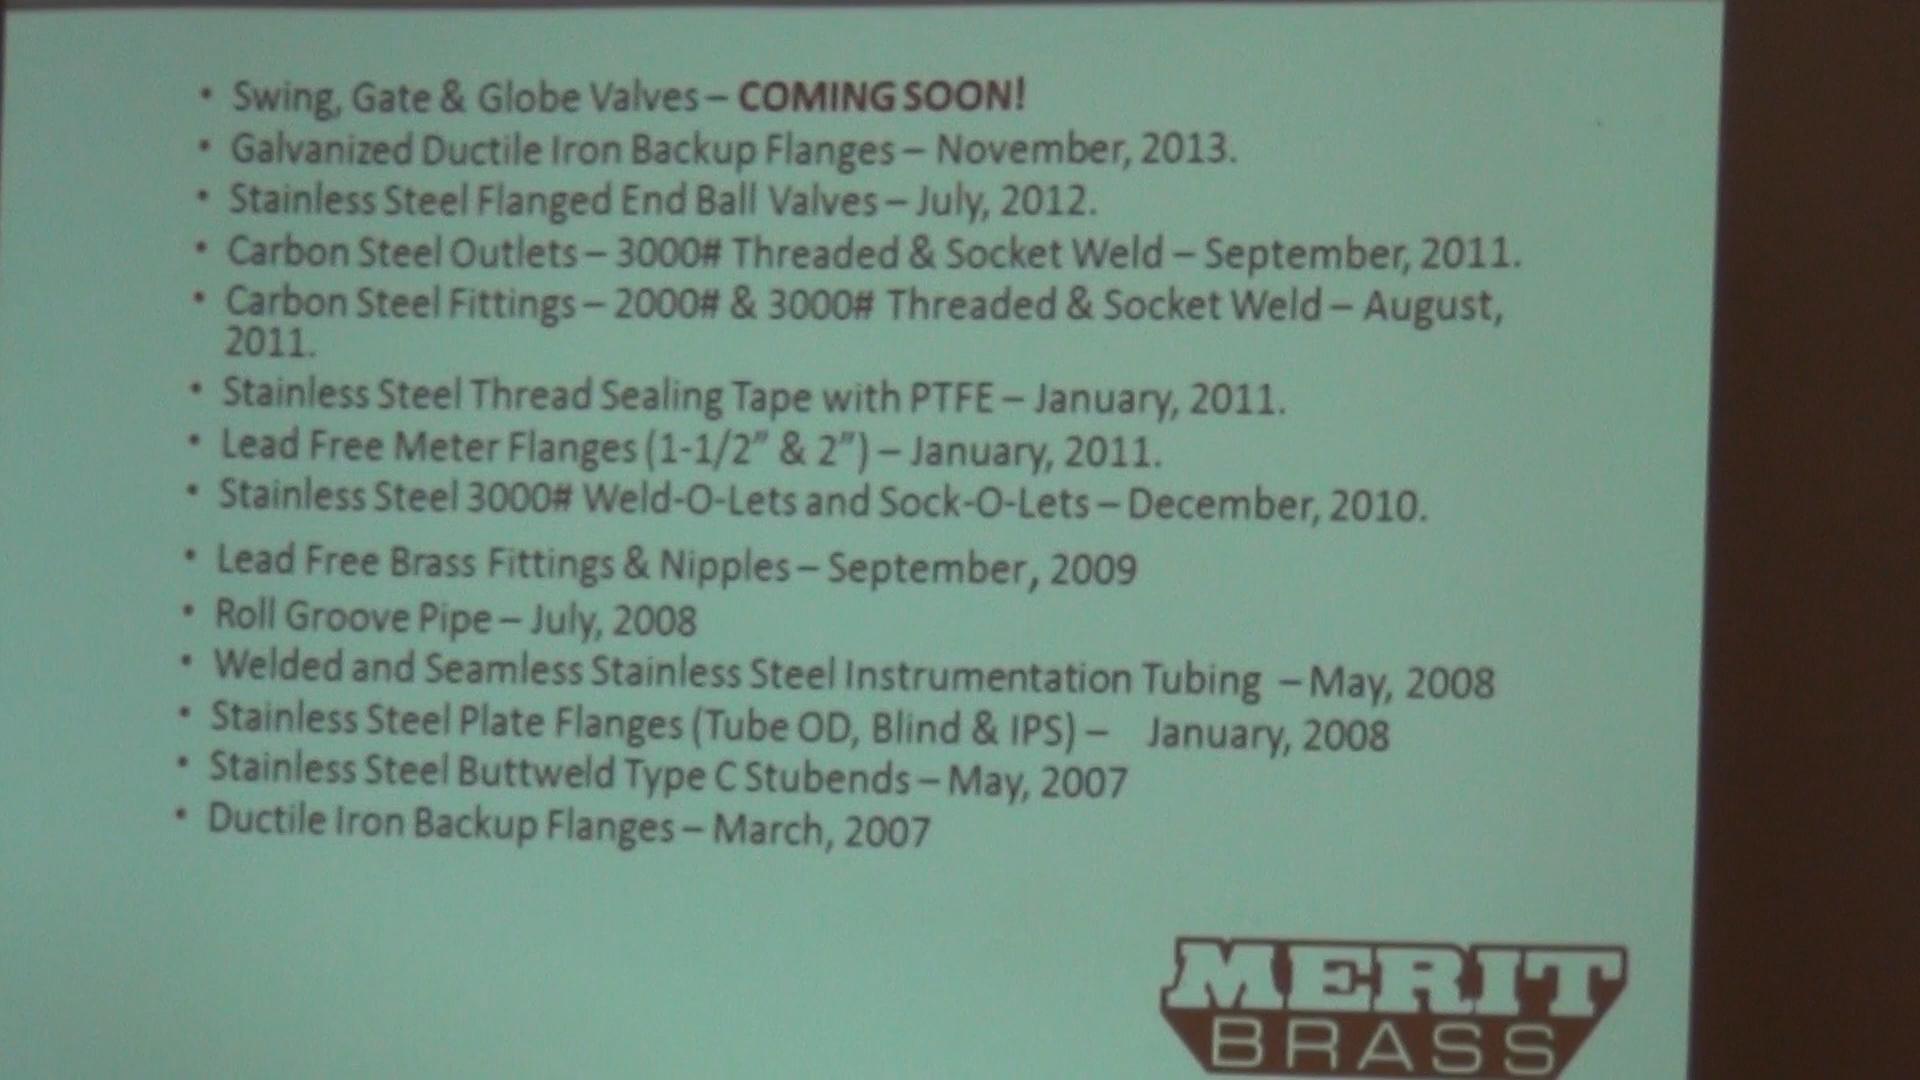 • Swing, Gate & Globe Valves – COMING SOON!
• Galvanized Ductile Iron Backup Flanges – November, 2013.
• Stainless Steel Flanged End Ball Valves – July, 2012.
• Carbon Steel Outlets – 3000# Threaded & Socket Weld – September, 2011.
• Carbon Steel Fittings – 2000# & 3000# Threaded & Socket Weld – August,
2011.
• Stainless Steel Thread Sealing Tape with PTFE – January, 2011.
• Lead Free Meter Flanges (1-1/2” & 2”) – January, 2011.
• Stainless Steel 3000# Weld-O-Lets and Sock-O-Lets – December, 2010.
• Lead Free Brass Fittings & Nipples – September, 2009
• Roll Groove Pipe – July, 2008
• Welded and Seamless Stainless Steel Instrumentation Tubing – May, 2008
• Stainless Steel Plate Flanges (Tube OD, Blind & IPS) – January, 2008
• Stainless Steel Buttweld Type C Stubends – May, 2007
• Ductile Iron Backup Flanges – March, 2007
MERIT
BRASS